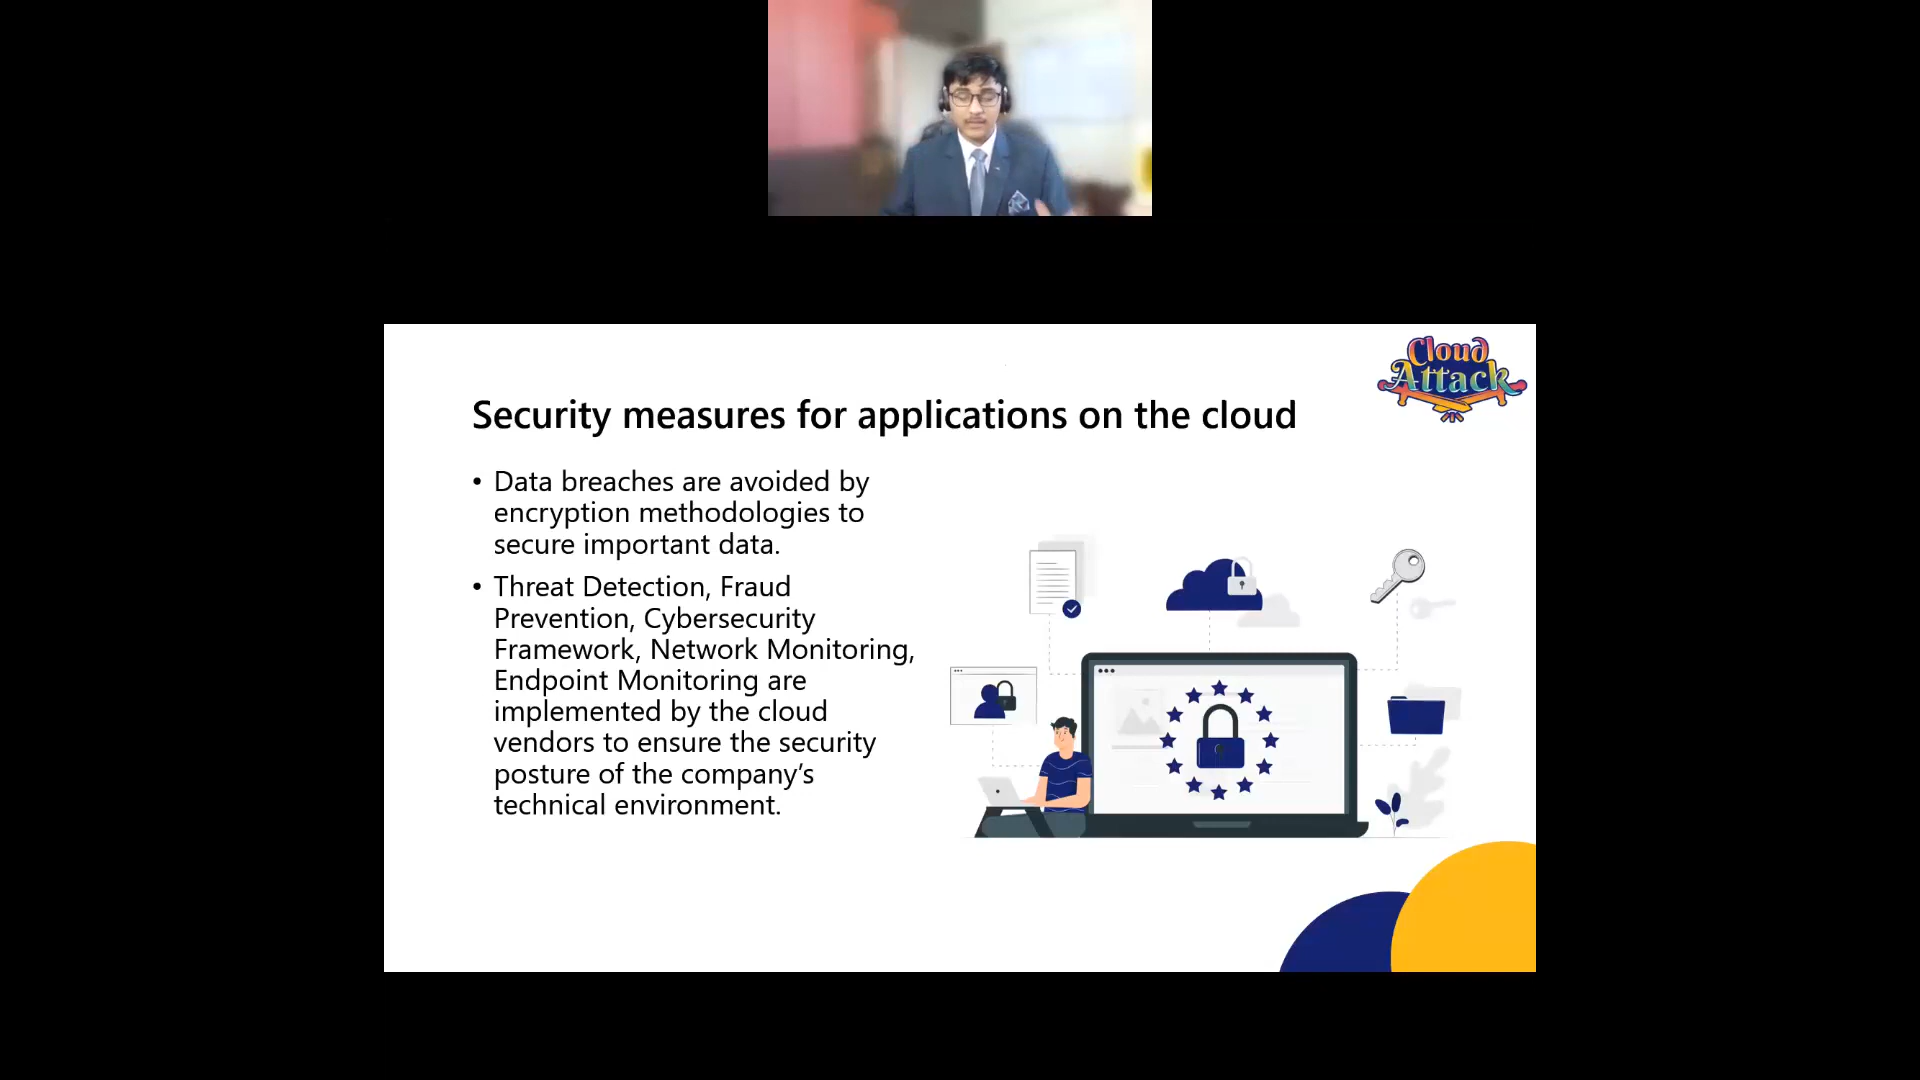 Cloud
Attack
Security measures for applications on the cloud
• Data breaches are avoided by
encryption methodologies to
secure important data.
• Threat Detection, Fraud
Prevention, Cybersecurity
Framework, Network Monitoring,
Endpoint Monitoring are
implemented by the cloud
vendors to ensure the security
posture of the company’s
technical environment.